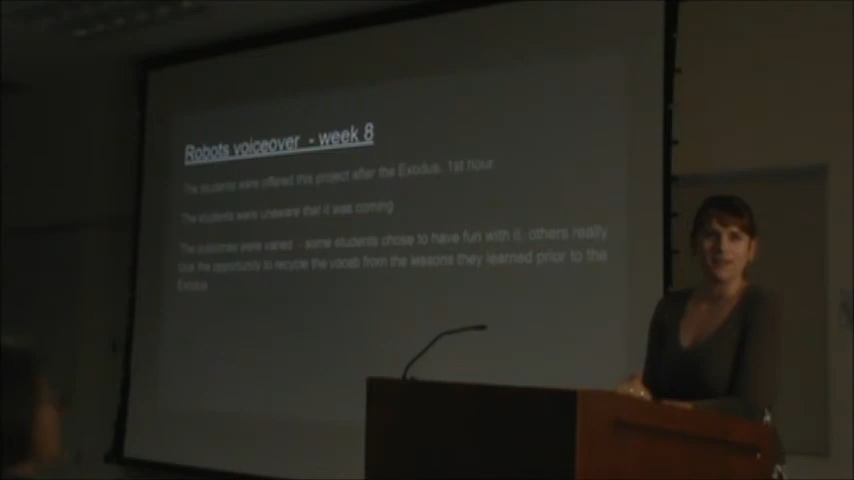 Robots voiceover - week 8
The students were offered this project after the Exodus, 1st hour
The students were unaware that it was coming
The outcomes were varied - some students chose to have fun with it, others really
took the opportunity to recycle the vocab from the lessons they learned prior to the
Exodus